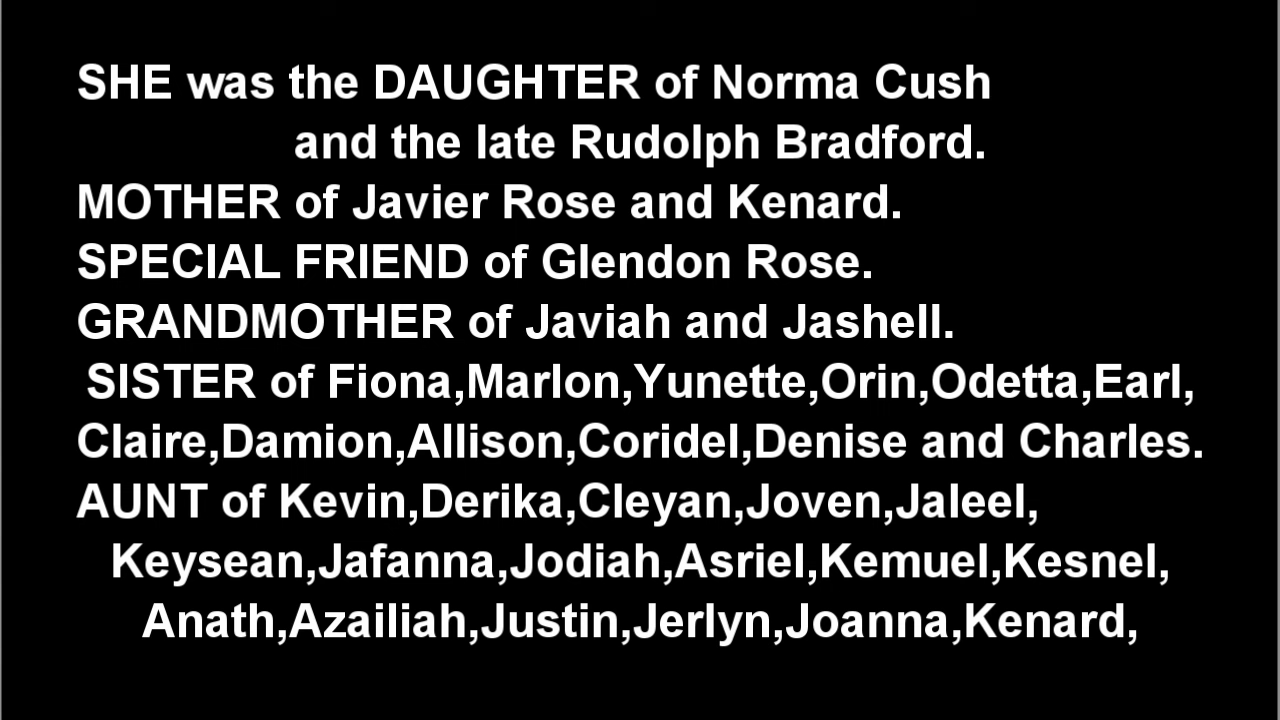 SHE was the DAUGHTER of Norma Cush
and the late Rudolph Bradford.
MOTHER of Javier Rose and Kenard.
SPECIAL FRIEND of Glendon Rose.
GRANDMOTHER of Javiah and Jashell.
SISTER of Fiona,Marlon,Yunette,Orin,Odetta,Earl,
Claire,Damion,Allison,Coridel,Denise and Charles.
AUNT of Kevin,Derika,Cleyan,Joven,Jaleel,
Keysean,Jafanna,Jodiah,Asriel,Kemuel,Kesnel,
Anath,Azailiah,Justin,Jerlyn,Joanna,Kenard,